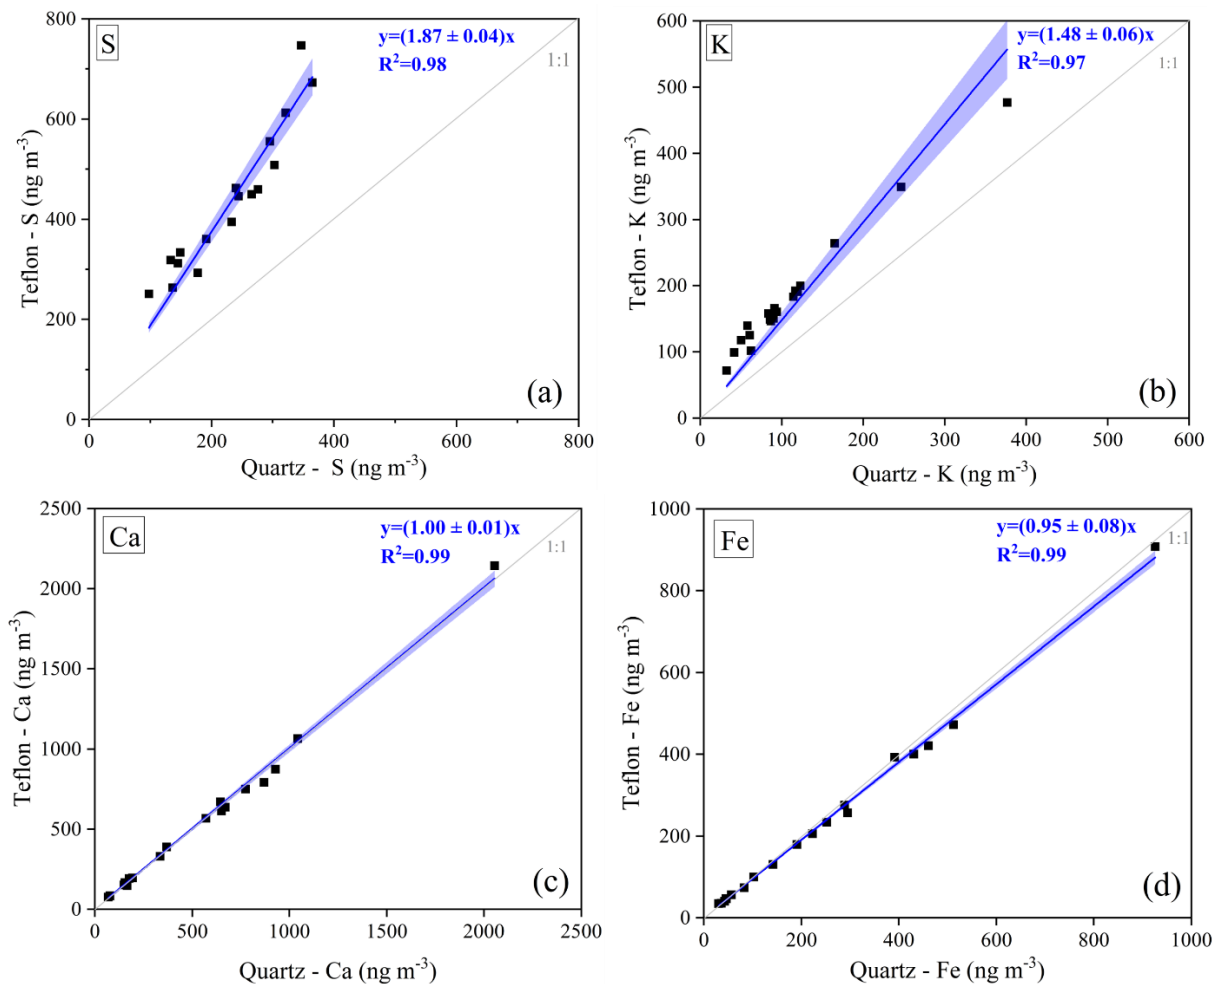 S
y=(1.87 ± 0.04)x
R²=0.98
1:1
(a)
800
600
400
200
0
0 200 400 600 800
Teflon - S (ng m⁻³)
Quartz - S (ng m⁻³)
K
y=(1.48 ± 0.06)x
R²=0.97
1:1
(b)
600
500
400
300
200
100
0
0 100 200 300 400 500 600
Teflon - K (ng m⁻³)
Quartz - K (ng m⁻³)
Ca
y=(1.00 ± 0.01)x
R²=0.99
1:1
(c)
2500
2000
1500
1000
500
0
0 500 1000 1500 2000 2500
Teflon - Ca (ng m⁻³)
Quartz - Ca (ng m⁻³)
Fe
y=(0.95 ± 0.08)x
R²=0.99
1:1
(d)
1000
800
600
400
200
0
0 200 400 600 800 1000
Teflon - Fe (ng m⁻³)
Quartz - Fe (ng m⁻³)